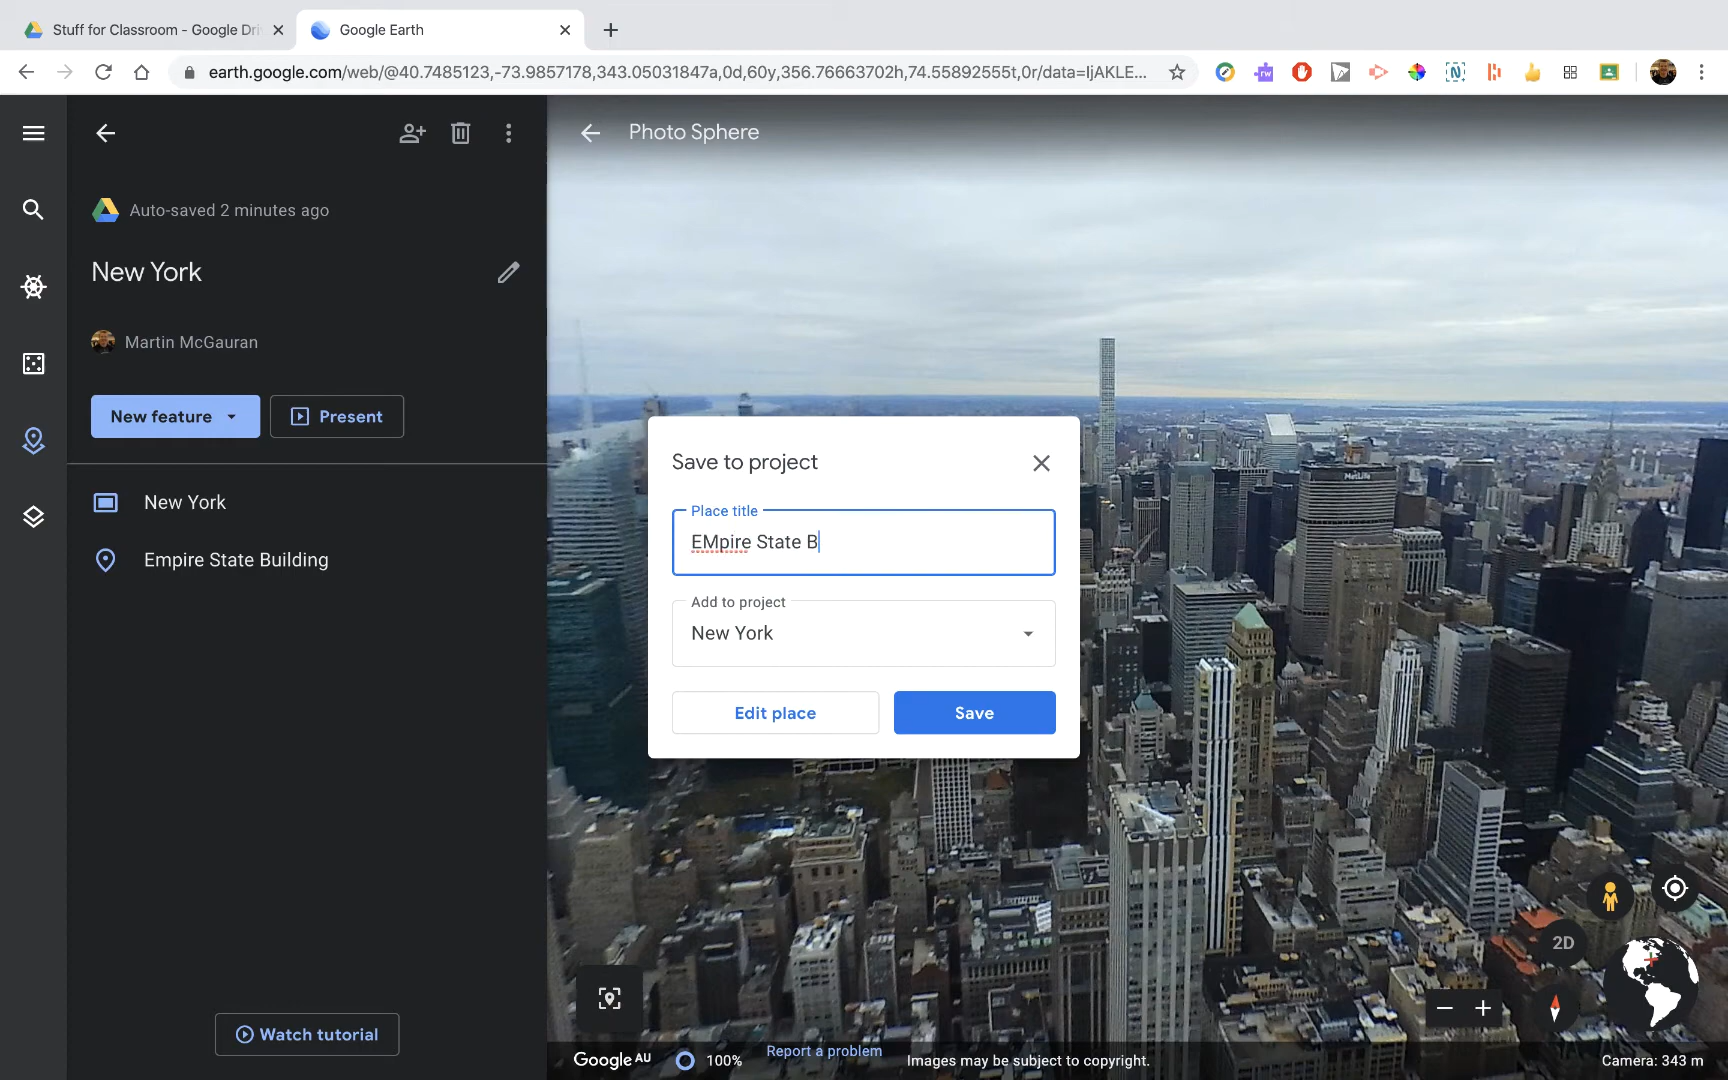 Stuff for Classroom - Google Dri
Google Earth
earth.google.com/web/@40.7485123,-73.9857178,343.05031847a,0d,60y,356.76663702h,74.55892555t,0r/data=IjAKLE...
Photo Sphere
Auto-saved 2 minutes ago
New York
Martin McGauran
New feature
Present
New York
Empire State Building
Save to project
Place title
EMpire State B
Add to project
New York
Edit place
Save
MetLife
2D
Watch tutorial
Google AU
100%
Report a problem
Images may be subject to copyright.
Camera: 343 m